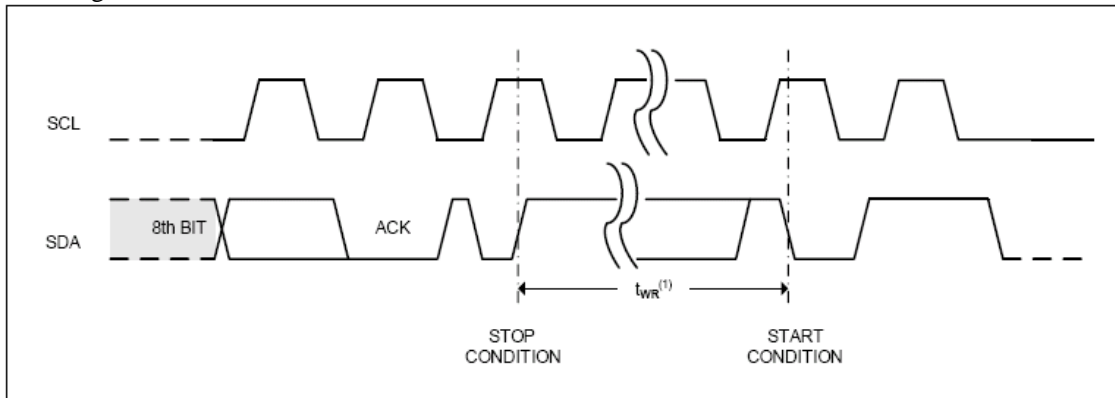 SCL
8th BIT
ACK
SDA
tWR(1)
STOP
CONDITION
START
CONDITION